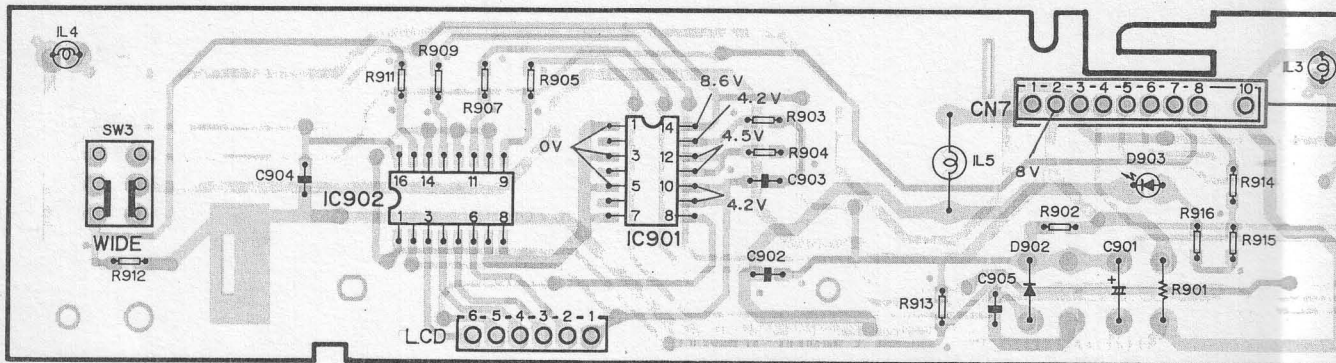 IL4
R911
R909
R907
R905
SW3
WIDE
R912
C904
IC902
16 14 11 9
1 3 6 8
0V
1 14
3 12
5 10
7 8
IC901
8.6V
4.2V
4.5V
4.2V
R903
R904
C903
C902
LCD
6-5-4-3-2-1
IL5
CN7
1-2-3-4-5-6-7-8 10
8V
IL3
D903
R914
R902
R916
R915
D902
C901
R901
C905
R913
+